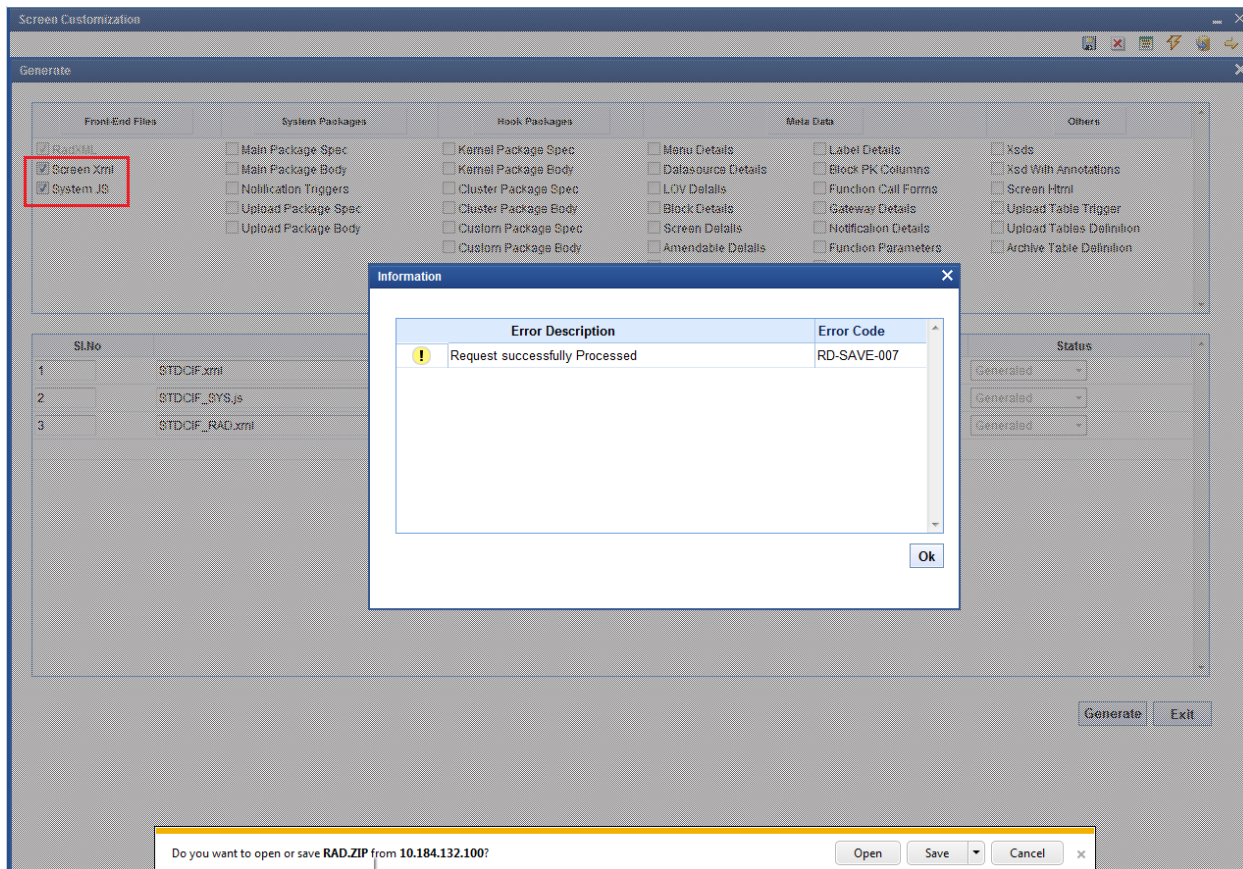 Screen Customization
Generate
Front-End Files System Packages Hook Packages Meta Data Others
RadXML Main Package Spec Kernel Package Spec Menu Details Label Details Xsds
Screen Xml Main Package Body Kernel Package Body Datasource Details Block PK Columns Xsd With Annotations
System JS Notification Triggers Cluster Package Spec LOV Details Function Call Forms Screen Html
Upload Package Spec Cluster Package Body Block Details Gateway Details Upload Table Trigger
Upload Package Body Custom Package Spec Screen Details Notification Details Upload Tables Definition
Custom Package Body Amendable Details Function Parameters Archive Table Definition
Information
Error Description Error Code
! Request successfully Processed RD-SAVE-007
Ok
Sl.No Status
1 STDCIF.xml Generated
2 STDCIF_SYS.js Generated
3 STDCIF_RAD.xml Generated
Generate Exit
Do you want to open or save RAD.ZIP from 10.184.132.100? Open Save Cancel